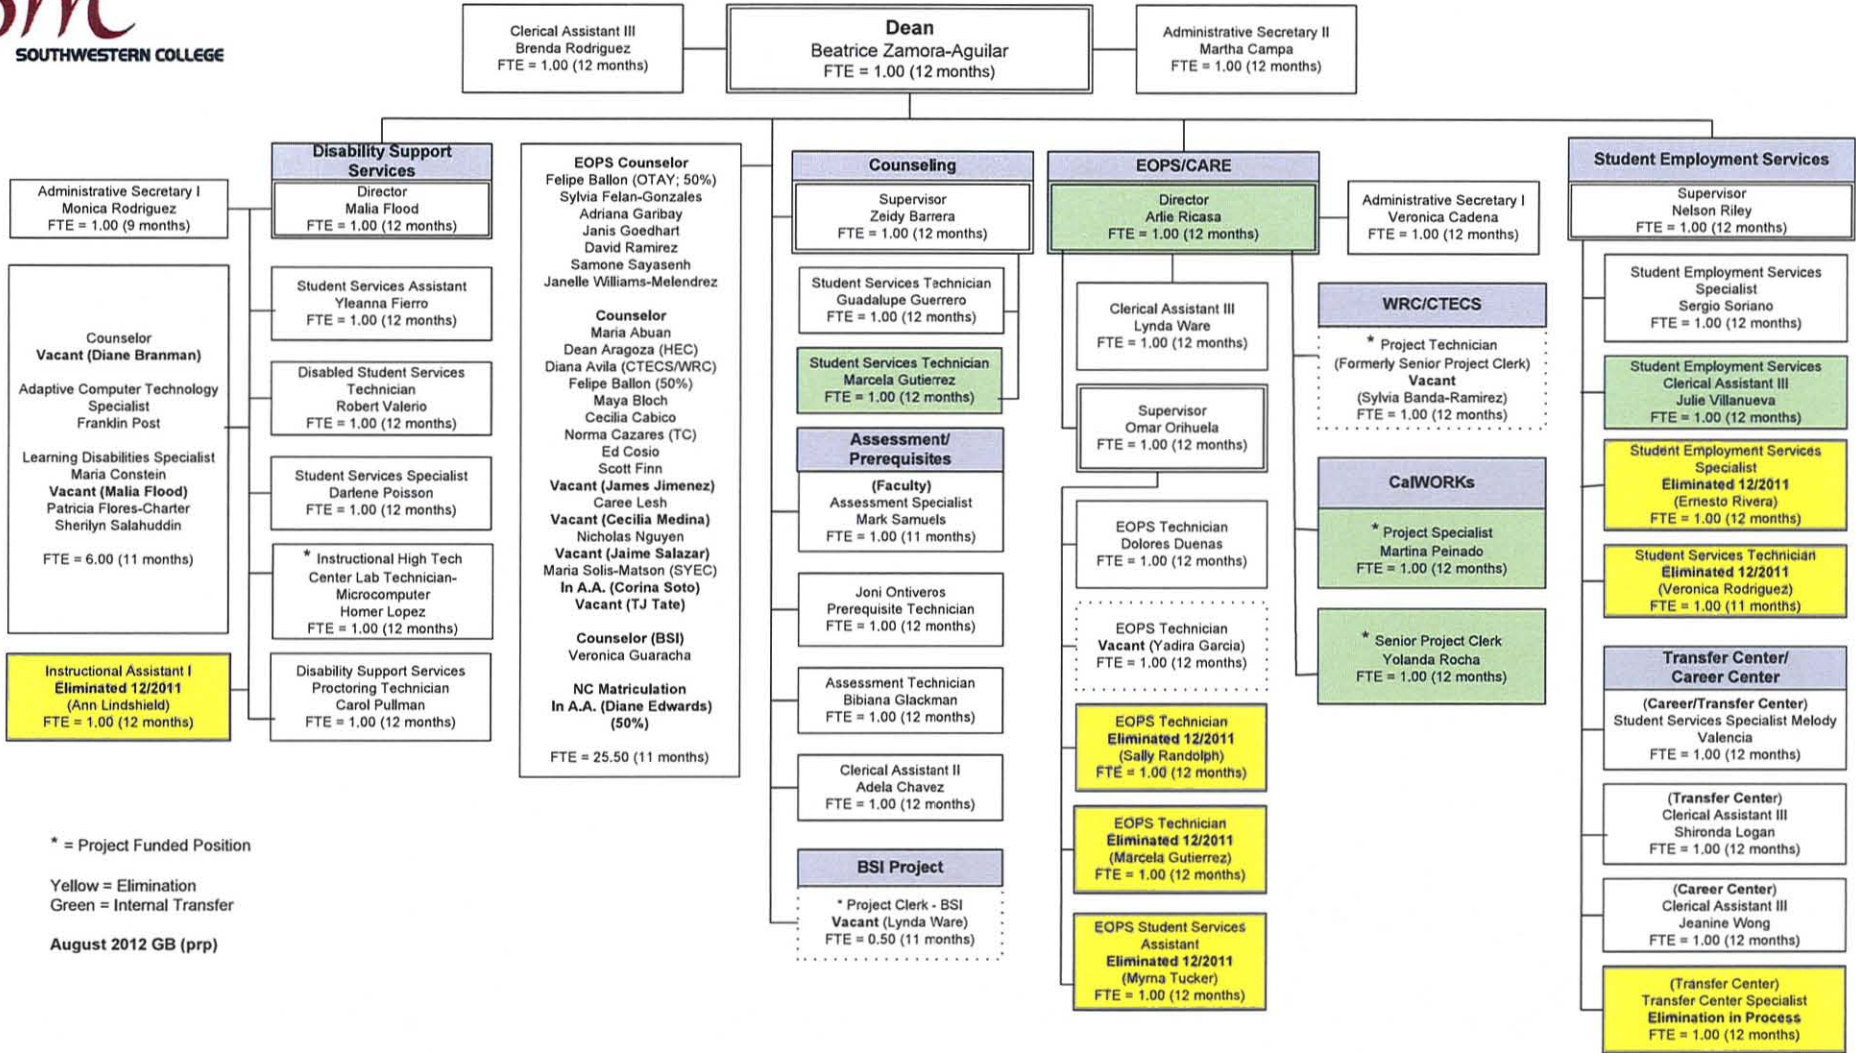 SOUTHWESTERN COLLEGE
Clerical Assistant III
Brenda Rodriguez
FTE = 1.00 (12 months)
Dean
Beatrice Zamora-Aguilar
FTE = 1.00 (12 months)
Administrative Secretary II
Martha Campa
FTE = 1.00 (12 months)
Disability Support
Services
Director
Malia Flood
FTE = 1.00 (12 months)
Administrative Secretary I
Monica Rodriguez
FTE = 1.00 (9 months)
Counselor
Vacant (Diane Branman)
Adaptive Computer Technology
Specialist
Franklin Post
Learning Disabilities Specialist
Maria Constein
Vacant (Malia Flood)
Patricia Flores-Charter
Sherilyn Salahuddin
FTE = 6.00 (11 months)
Instructional Assistant I
Eliminated 12/2011
(Ann Lindshield)
FTE = 1.00 (12 months)
Student Services Assistant
Yleanna Fierro
FTE = 1.00 (12 months)
Disabled Student Services
Technician
Robert Valerio
FTE = 1.00 (12 months)
Student Services Specialist
Darlene Poisson
FTE = 1.00 (12 months)
* Instructional High Tech
Center Lab Technician-
Microcomputer
Homer Lopez
FTE = 1.00 (12 months)
Disability Support Services
Proctoring Technician
Carol Pullman
FTE = 1.00 (12 months)
EOPS Counselor
Felipe Ballon (OTAY; 50%)
Sylvia Felan-Gonzales
Adriana Garibay
Janis Goedhart
David Ramirez
Samone Sayasenh
Janelle Williams-Melendrez
Counselor
Maria Abuan
Dean Aragoza (HEC)
Diana Avila (CTECS/WRC)
Felipe Ballon (50%)
Maya Bloch
Cecilia Cabico
Norma Cazares (TC)
Ed Cosio
Scott Finn
Vacant (James Jimenez)
Caree Lesh
Vacant (Cecilia Medina)
Nicholas Nguyen
Vacant (Jaime Salazar)
Maria Solis-Matson (SYEC)
In A.A. (Corina Soto)
Vacant (TJ Tate)
Counselor (BSI)
Veronica Guaracha
NC Matriculation
In A.A. (Diane Edwards)
(50%)
FTE = 25.50 (11 months)
Counseling
Supervisor
Zeidy Barrera
FTE = 1.00 (12 months)
Student Services Technician
Guadalupe Guerrero
FTE = 1.00 (12 months)
Student Services Technician
Marcela Gutierrez
FTE = 1.00 (12 months)
Assessment/
Prerequisites
(Faculty)
Assessment Specialist
Mark Samuels
FTE = 1.00 (11 months)
Joni Ontiveros
Prerequisite Technician
FTE = 1.00 (12 months)
Assessment Technician
Bibiana Glackman
FTE = 1.00 (12 months)
Clerical Assistant II
Adela Chavez
FTE = 1.00 (12 months)
BSI Project
* Project Clerk - BSI
Vacant (Lynda Ware)
FTE = 0.50 (11 months)
EOPS/CARE
Director
Arlie Ricasa
FTE = 1.00 (12 months)
Administrative Secretary I
Veronica Cadena
FTE = 1.00 (12 months)
Clerical Assistant III
Lynda Ware
FTE = 1.00 (12 months)
Supervisor
Omar Orihuela
FTE = 1.00 (12 months)
EOPS Technician
Dolores Duenas
FTE = 1.00 (12 months)
EOPS Technician
Vacant (Yadira Garcia)
FTE = 1.00 (12 months)
EOPS Technician
Eliminated 12/2011
(Sally Randolph)
FTE = 1.00 (12 months)
EOPS Technician
Eliminated 12/2011
(Marcela Gutierrez)
FTE = 1.00 (12 months)
EOPS Student Services
Assistant
Eliminated 12/2011
(Myrna Tucker)
FTE = 1.00 (12 months)
WRC/CTECS
* Project Technician
(Formerly Senior Project Clerk)
Vacant
(Sylvia Banda-Ramirez)
FTE = 1.00 (12 months)
CalWORKs
* Project Specialist
Martina Peinado
FTE = 1.00 (12 months)
* Senior Project Clerk
Yolanda Rocha
FTE = 1.00 (12 months)
Student Employment Services
Supervisor
Nelson Riley
FTE = 1.00 (12 months)
Student Employment Services
Specialist
Sergio Soriano
FTE = 1.00 (12 months)
Student Employment Services
Clerical Assistant III
Julie Villanueva
FTE = 1.00 (12 months)
Student Employment Services
Specialist
Eliminated 12/2011
(Ernesto Rivera)
FTE = 1.00 (12 months)
Student Services Technician
Eliminated 12/2011
(Veronica Rodriguez)
FTE = 1.00 (11 months)
Transfer Center/
Career Center
(Career/Transfer Center)
Student Services Specialist Melody
Valencia
FTE = 1.00 (12 months)
(Transfer Center)
Clerical Assistant III
Shironda Logan
FTE = 1.00 (12 months)
(Career Center)
Clerical Assistant III
Jeanine Wong
FTE = 1.00 (12 months)
(Transfer Center)
Transfer Center Specialist
Elimination in Process
FTE = 1.00 (12 months)
* = Project Funded Position
Yellow = Elimination
Green = Internal Transfer
August 2012 GB (prp)